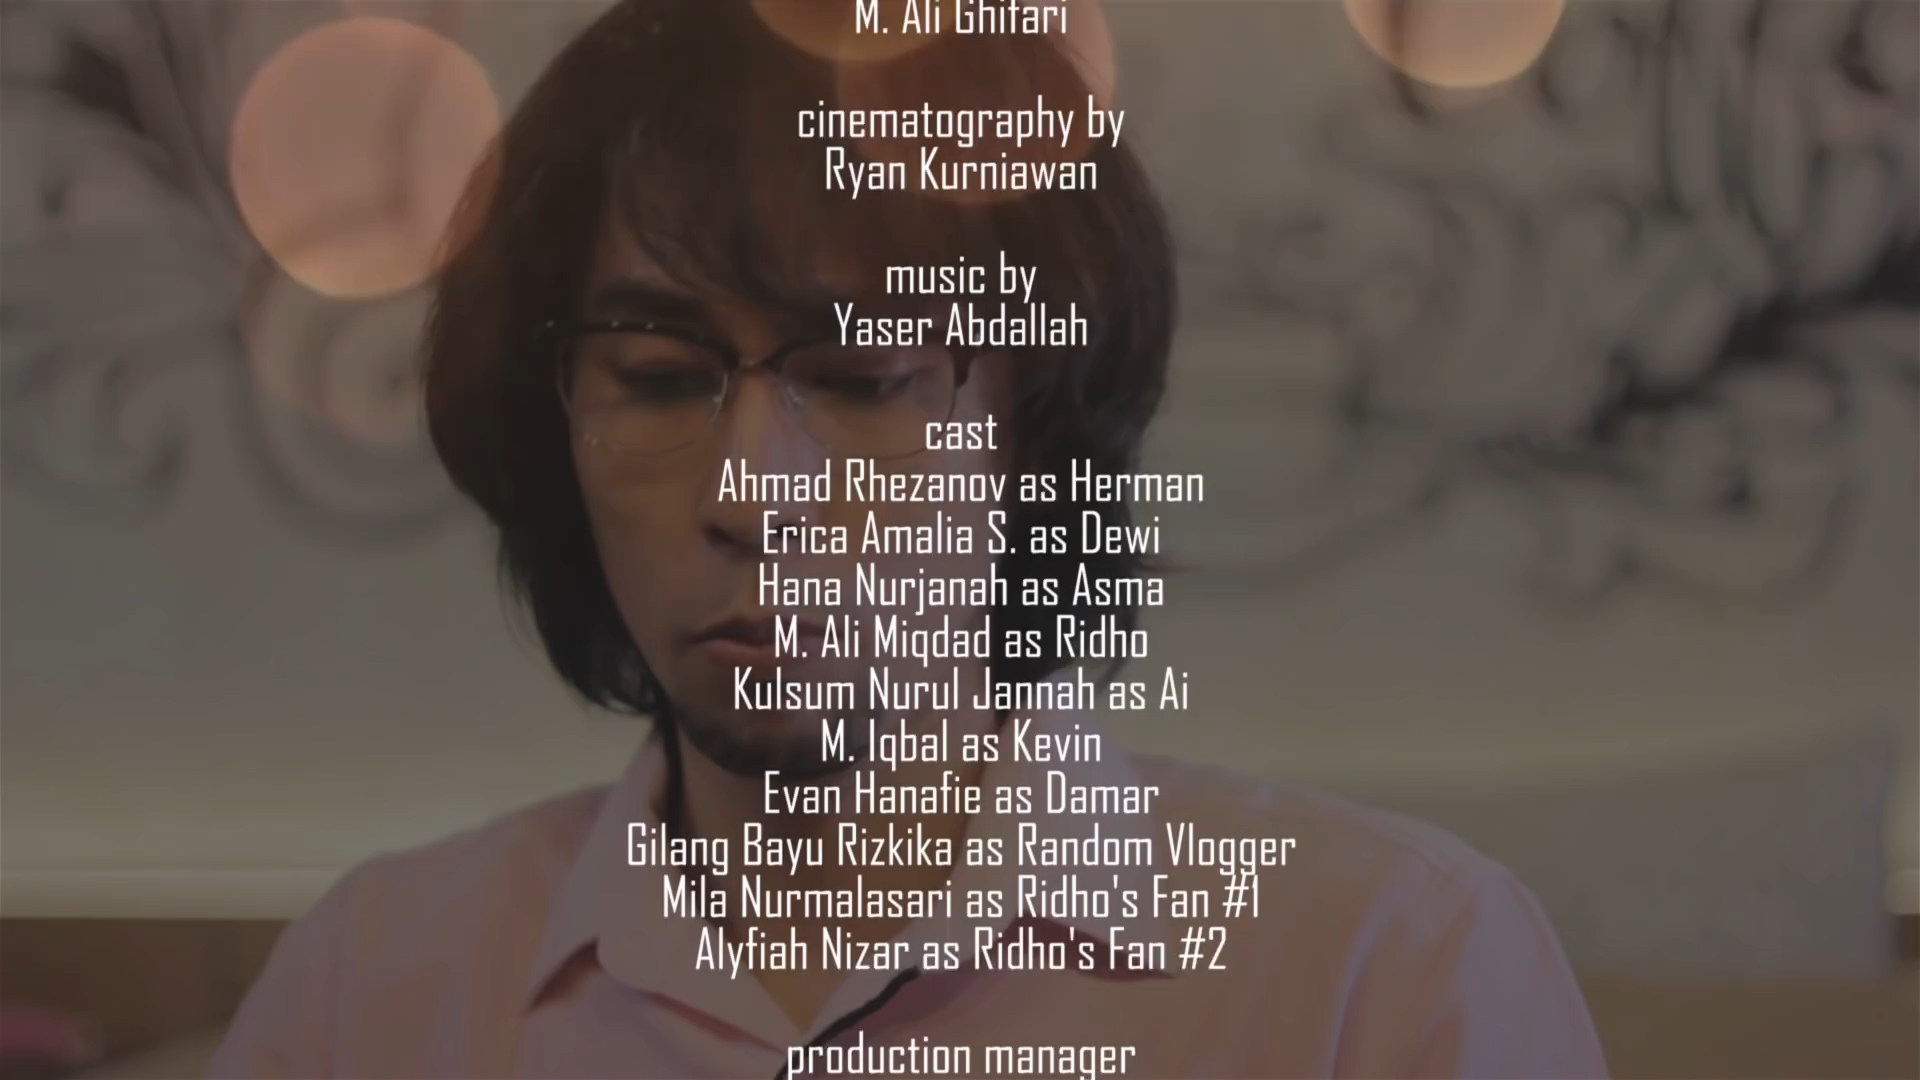 M. Ali Ghifari
cinematography by
Ryan Kurniawan
music by
Yaser Abdallah
cast
Ahmad Rhezanov as Herman
Erica Amalia S. as Dewi
Hana Nurjanah as Asma
M. Ali Miqdad as Ridho
Kulsum Nurul Jannah as Ai
M. Iqbal as Kevin
Evan Hanafie as Damar
Gilang Bayu Rizkika as Random Vlogger
Mila Nurmalasari as Ridho's Fan #1
Alyfiah Nizar as Ridho's Fan #2
production manager